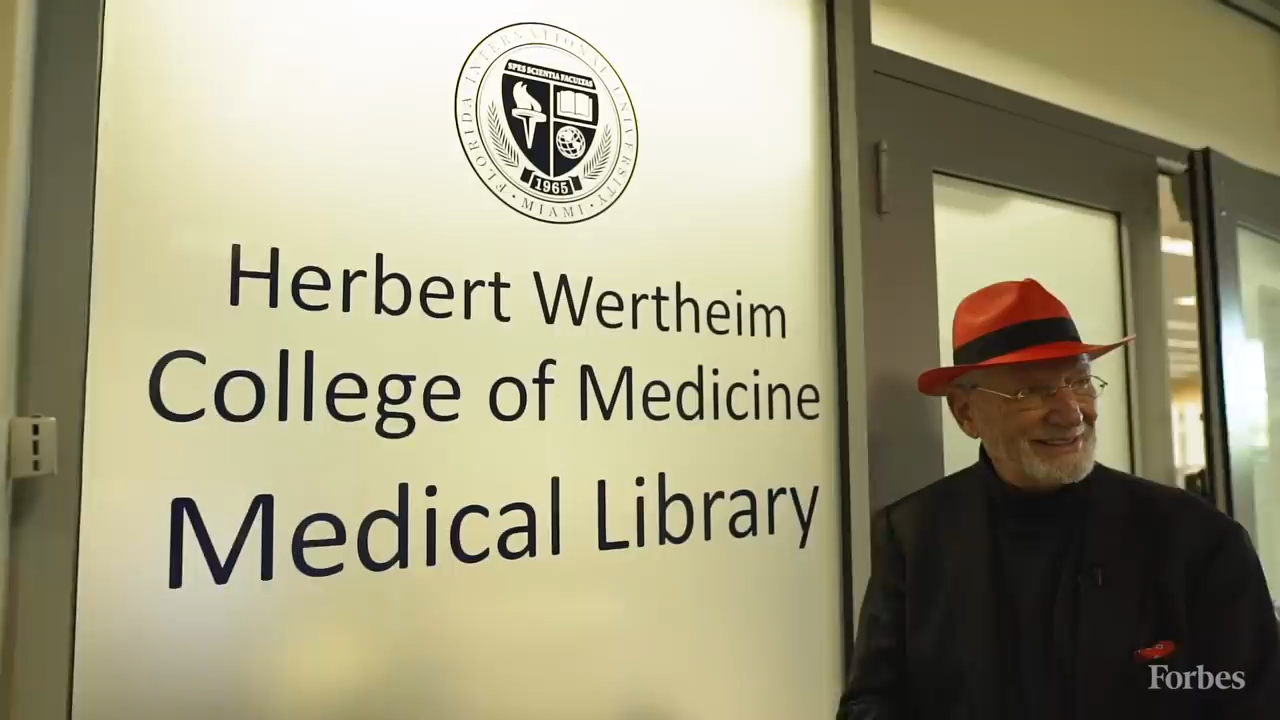 FLORIDA INTERNATIONAL UNIVERSITY
SPES SCIENTIA FACULTAS
1965
MIAMI
Herbert Wertheim
College of Medicine
Medical Library
Forbes